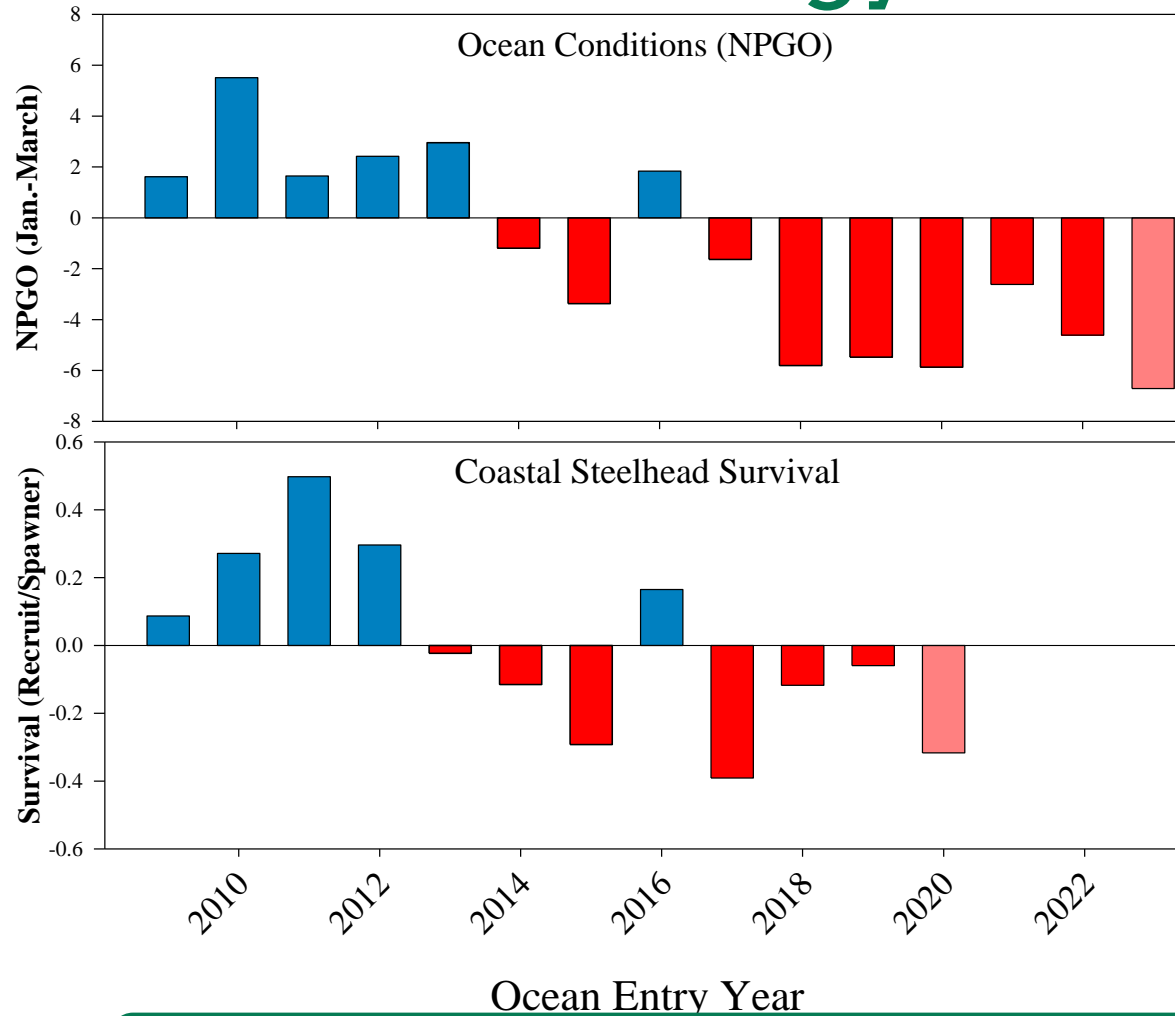 gy
Ocean Conditions (NPGO)
NPGO (Jan.-March)
8
6
4
2
0
-2
-4
-6
-8
Coastal Steelhead Survival
Survival (Recruit/Spawner)
0.6
0.4
0.2
0.0
-0.2
-0.4
-0.6
2010 2012 2014 2016 2018 2020 2022
Ocean Entry Year